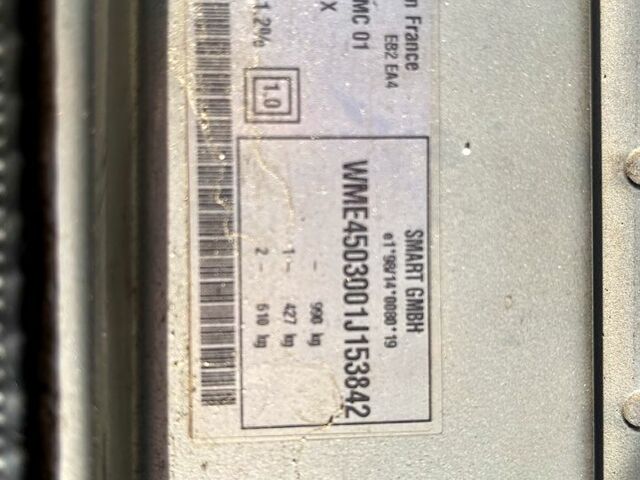 SMART GMBH
e1*98/14*0080*19
WME4503001J153842
– 990 kg
1 – 427 kg
2 – 610 kg
n France
EB2 EA4
MC 01
X
1.2%
1.0